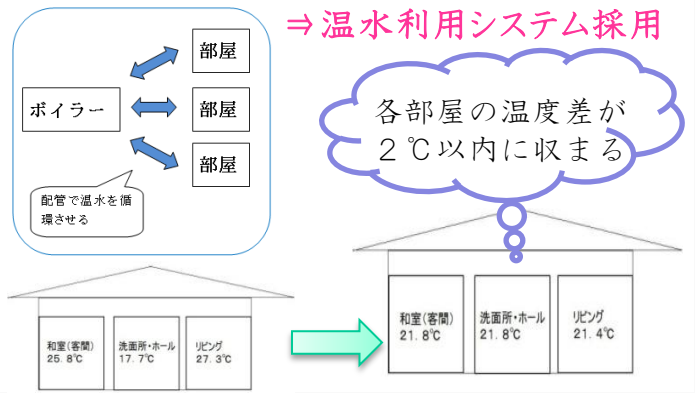 ⇒温水利用システム採用
部屋
ボイラー
部屋
部屋
配管で温水を循
環させる
各部屋の温度差が
２℃以内に収まる
和室(客間)
25.8℃
洗面所・ホール
17.7℃
リビング
27.3℃
和室(客間)
21.8℃
洗面所・ホール
21.8℃
リビング
21.4℃